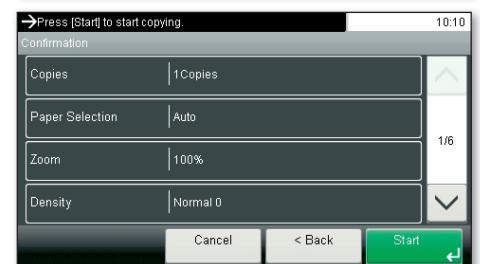 →Press [Start] to start copying. 10:10
Confirmation
Copies 1Copies
Paper Selection Auto
Zoom 100%
1/6
Density Normal 0
Cancel < Back Start